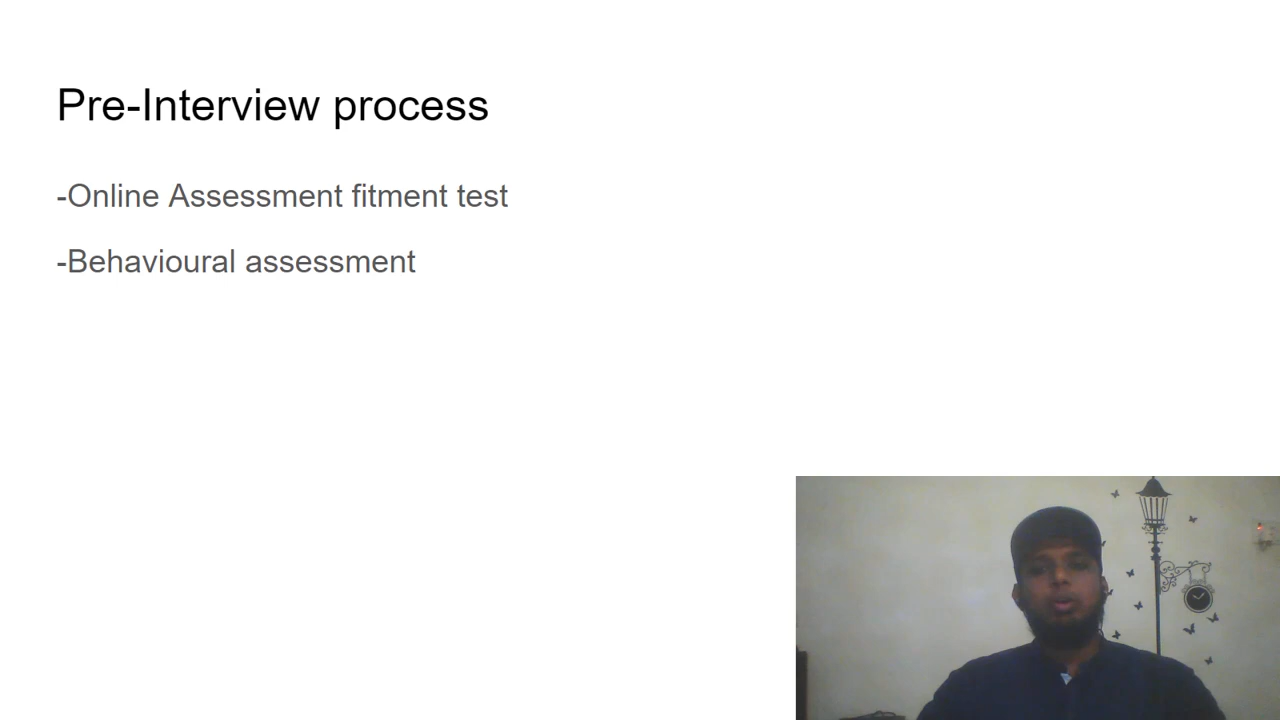 Pre-Interview process
-Online Assessment fitment test
-Behavioural assessment